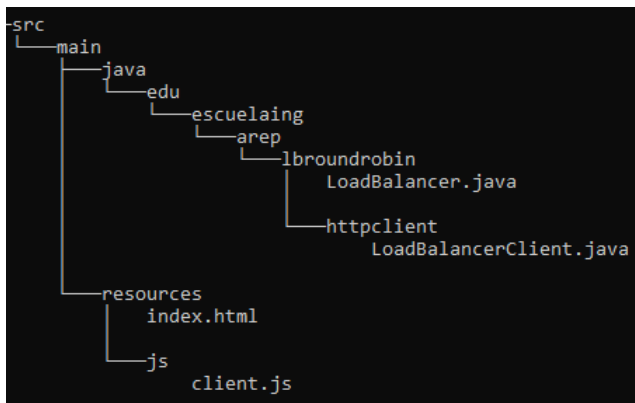 src
main
java
edu
escuelaing
arep
lbroundrobin
LoadBalancer.java
httpclient
LoadBalancerClient.java
resources
index.html
js
client.js